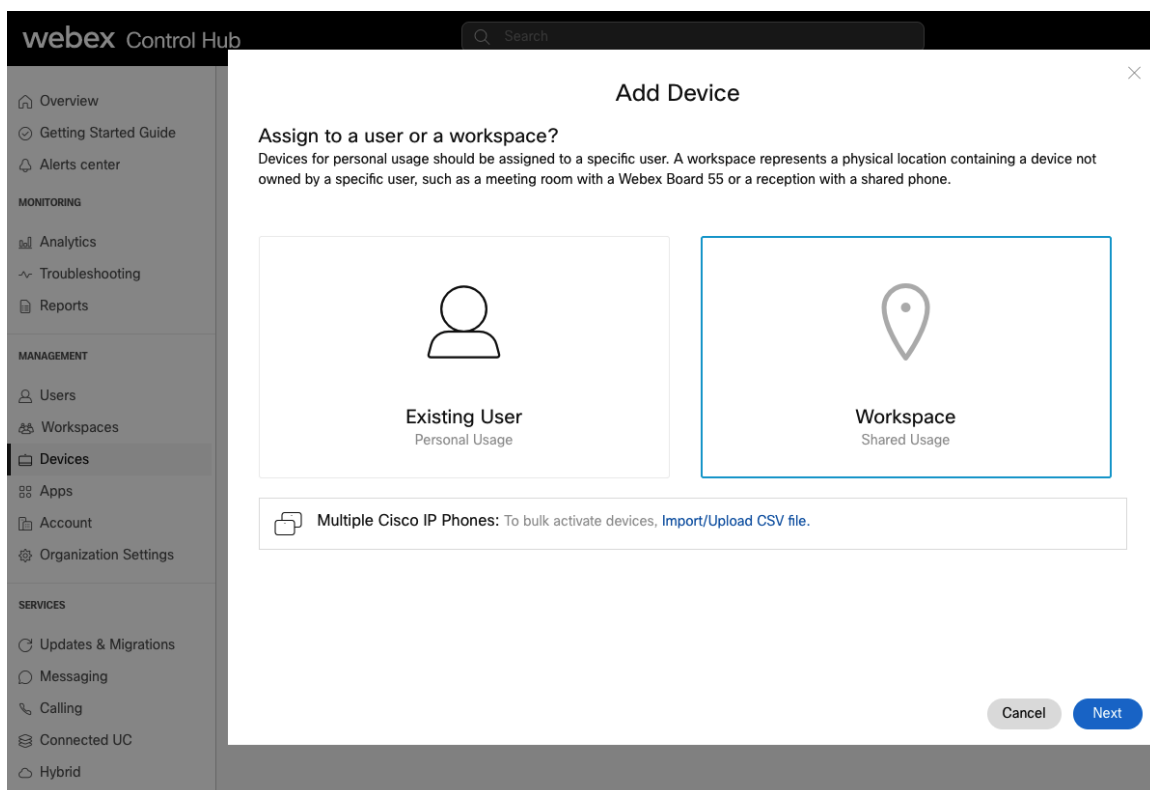 webex Control Hub
Search
Overview
Getting Started Guide
Alerts center
MONITORING
Analytics
Troubleshooting
Reports
MANAGEMENT
Users
Workspaces
Devices
Apps
Account
Organization Settings
SERVICES
Updates & Migrations
Messaging
Calling
Connected UC
Hybrid
Add Device
Assign to a user or a workspace?
Devices for personal usage should be assigned to a specific user. A workspace represents a physical location containing a device not
owned by a specific user, such as a meeting room with a Webex Board 55 or a reception with a shared phone.
Existing User
Personal Usage
Workspace
Shared Usage
Multiple Cisco IP Phones: To bulk activate devices, Import/Upload CSV file.
Cancel
Next